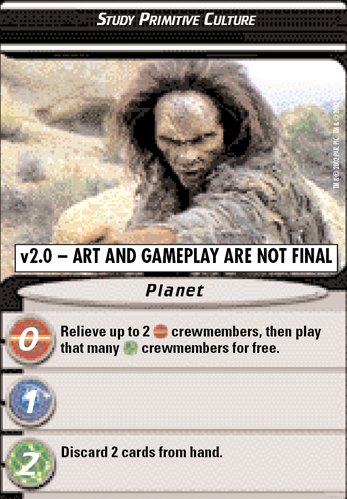 STUDY PRIMITIVE CULTURE
v2.0 – ART AND GAMEPLAY ARE NOT FINAL
Planet
0
Relieve up to 2 crewmembers, then play
that many crewmembers for free.
1
2
Discard 2 cards from hand.